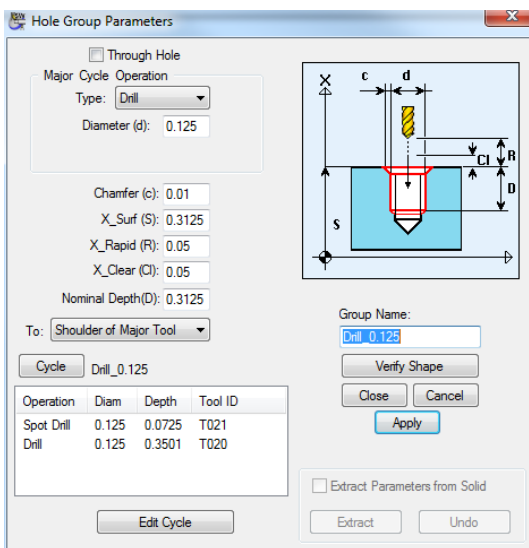 Hole Group Parameters
X
Through Hole
Major Cycle Operation
Type: Drill
Diameter (d): 0.125
Chamfer (c): 0.01
X_Surf (S): 0.3125
X_Rapid (R): 0.05
X_Clear (Cl): 0.05
Nominal Depth(D): 0.3125
To: Shoulder of Major Tool
Cycle Drill_0.125
Operation Diam Depth Tool ID
Spot Drill 0.125 0.0725 T021
Drill 0.125 0.3501 T020
Edit Cycle
c d
X
Cl R
D
S
Group Name:
Drill_0.125
Verify Shape
Close Cancel
Apply
Extract Parameters from Solid
Extract Undo